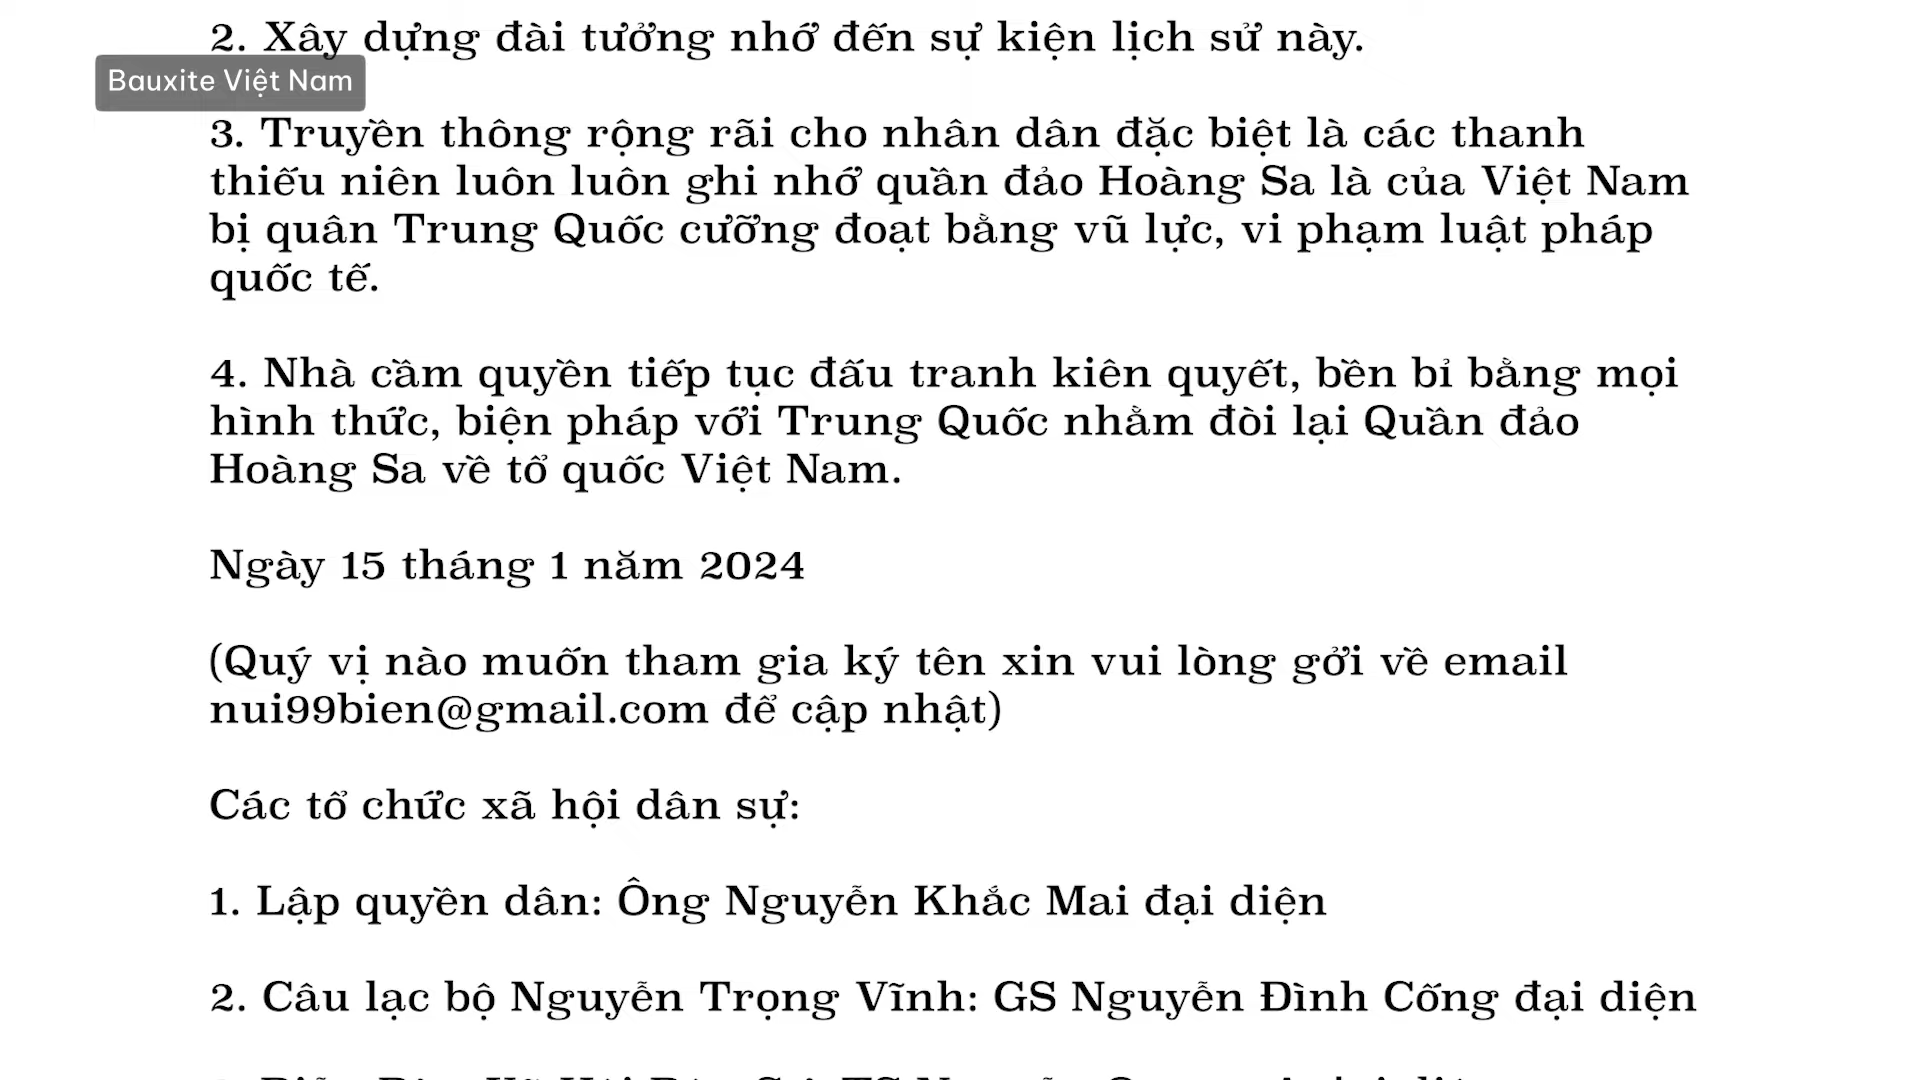 2. Xây dựng đài tưởng nhớ đến sự kiện lịch sử này.
Bauxite Việt Nam
3. Truyền thông rộng rãi cho nhân dân đặc biệt là các thanh
thiếu niên luôn luôn ghi nhớ quần đảo Hoàng Sa là của Việt Nam
bị quân Trung Quốc cưỡng đoạt bằng vũ lực, vi phạm luật pháp
quốc tế.
4. Nhà cầm quyền tiếp tục đấu tranh kiên quyết, bền bỉ bằng mọi
hình thức, biện pháp với Trung Quốc nhằm đòi lại Quần đảo
Hoàng Sa về tổ quốc Việt Nam.
Ngày 15 tháng 1 năm 2024
(Quý vị nào muốn tham gia ký tên xin vui lòng gởi về email
nui99bien@gmail.com để cập nhật)
Các tổ chức xã hội dân sự:
1. Lập quyền dân: Ông Nguyễn Khắc Mai đại diện
2. Câu lạc bộ Nguyễn Trọng Vĩnh: GS Nguyễn Đình Cống đại diện